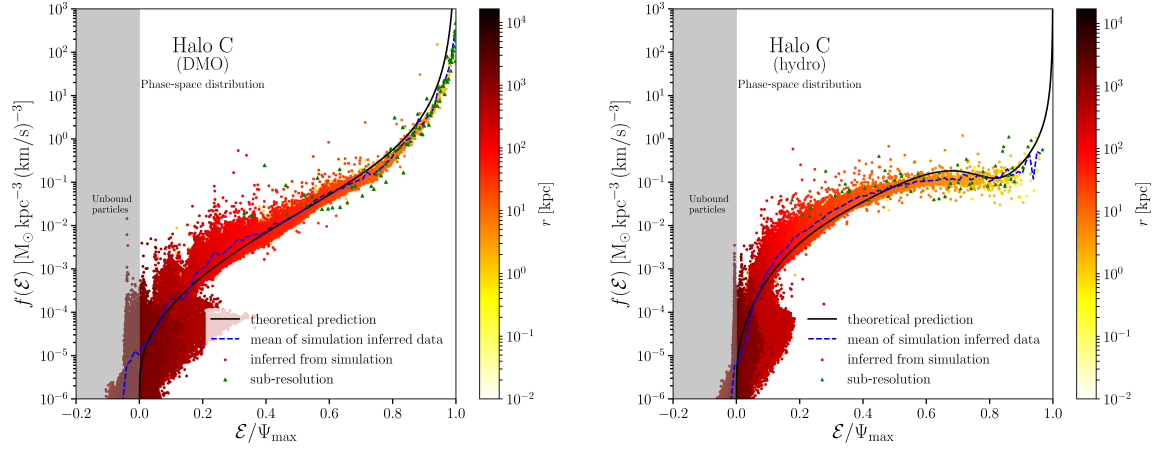 Halo C
(DMO)
Phase-space distribution
Unbound
particles
theoretical prediction
mean of simulation inferred data
inferred from simulation
sub-resolution
f(ℰ) [M⊙ kpc⁻³ (km/s)⁻³]
10³
10²
10¹
10⁰
10⁻¹
10⁻²
10⁻³
10⁻⁴
10⁻⁵
10⁻⁶
−0.2
0.0
0.2
0.4
0.6
0.8
1.0
ℰ/Ψmax
10⁴
10³
10²
10¹
10⁰
10⁻¹
10⁻²
r [kpc]
Halo C
(hydro)
Phase-space distribution
Unbound
particles
theoretical prediction
mean of simulation inferred data
inferred from simulation
sub-resolution
f(ℰ) [M⊙ kpc⁻³ (km/s)⁻³]
10³
10²
10¹
10⁰
10⁻¹
10⁻²
10⁻³
10⁻⁴
10⁻⁵
10⁻⁶
−0.2
0.0
0.2
0.4
0.6
0.8
1.0
ℰ/Ψmax
10⁴
10³
10²
10¹
10⁰
10⁻¹
10⁻²
r [kpc]